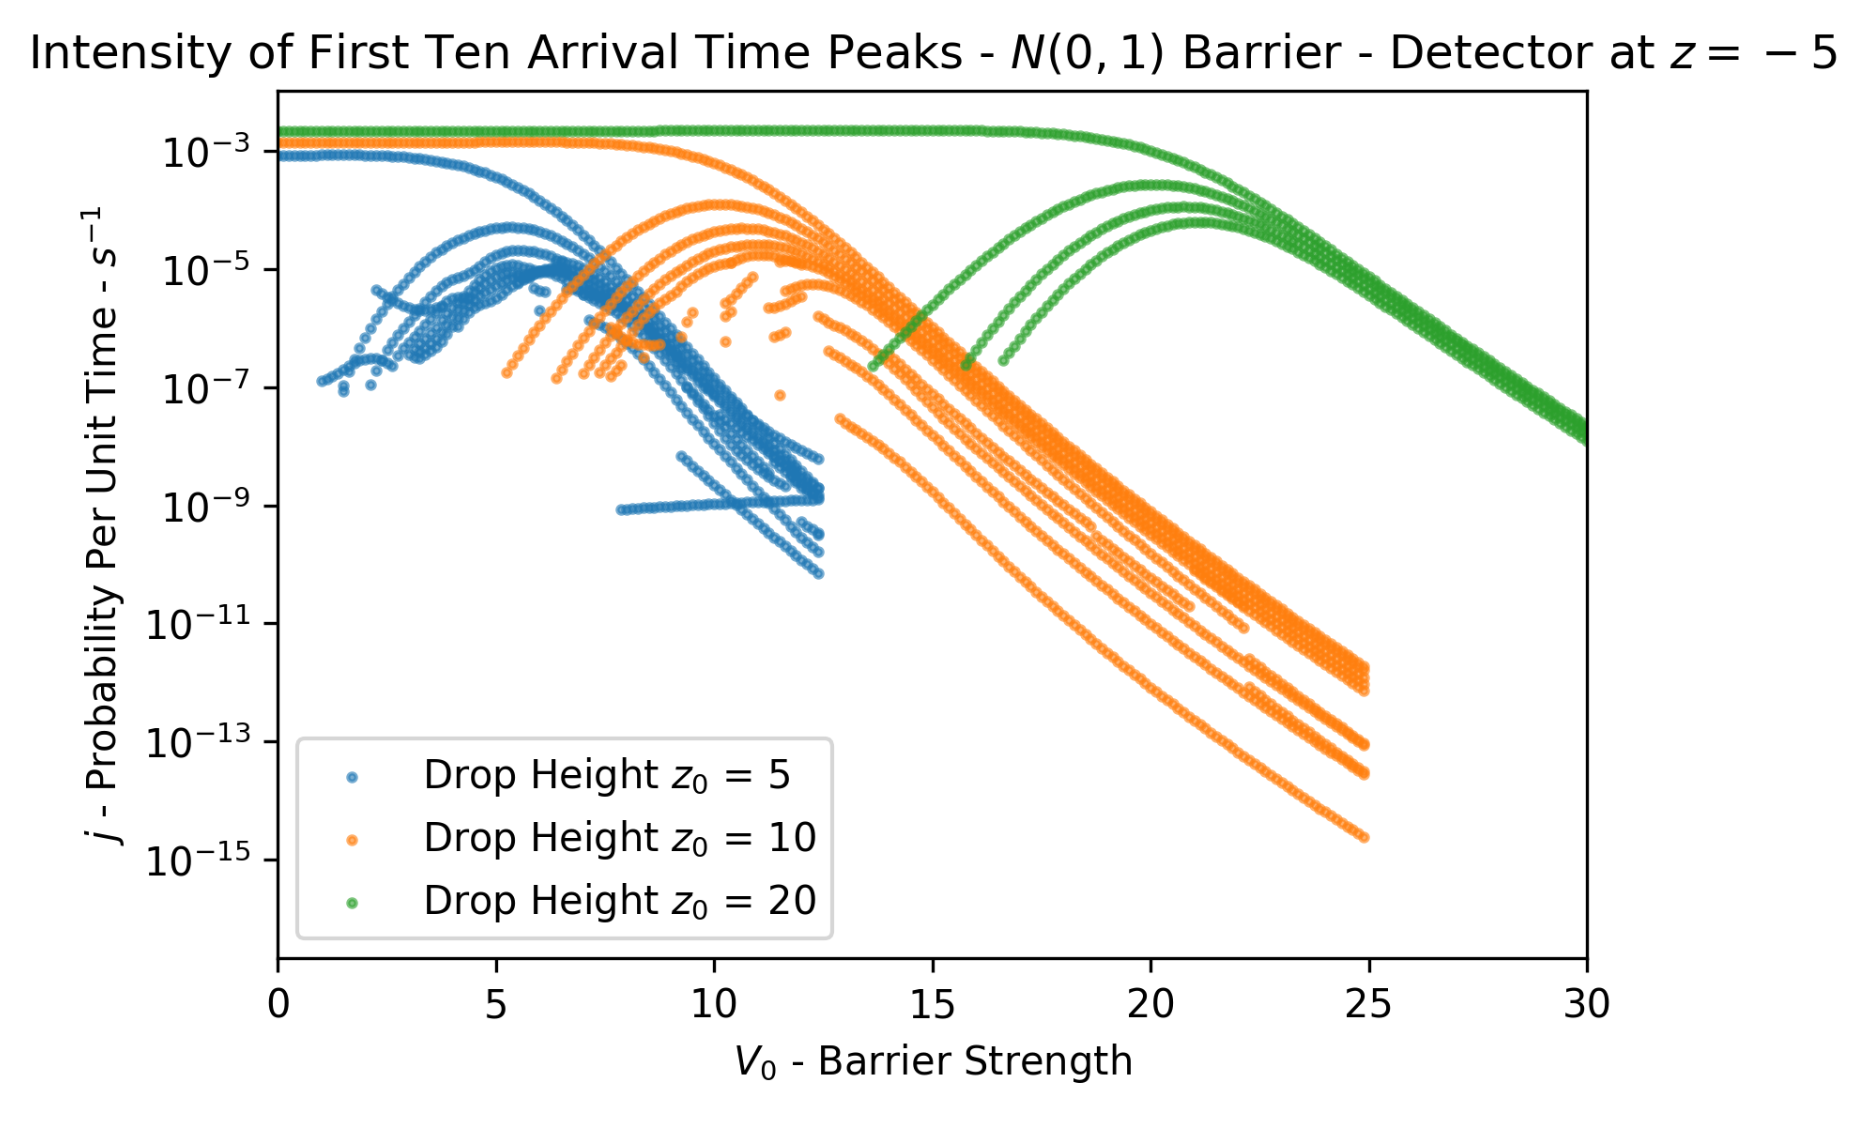 Intensity of First Ten Arrival Time Peaks - N(0, 1) Barrier - Detector at z = −5
j - Probability Per Unit Time - s⁻¹
10⁻³
10⁻⁵
10⁻⁷
10⁻⁹
10⁻¹¹
10⁻¹³
10⁻¹⁵
Drop Height z₀ = 5
Drop Height z₀ = 10
Drop Height z₀ = 20
0 5 10 15 20 25 30
V₀ - Barrier Strength